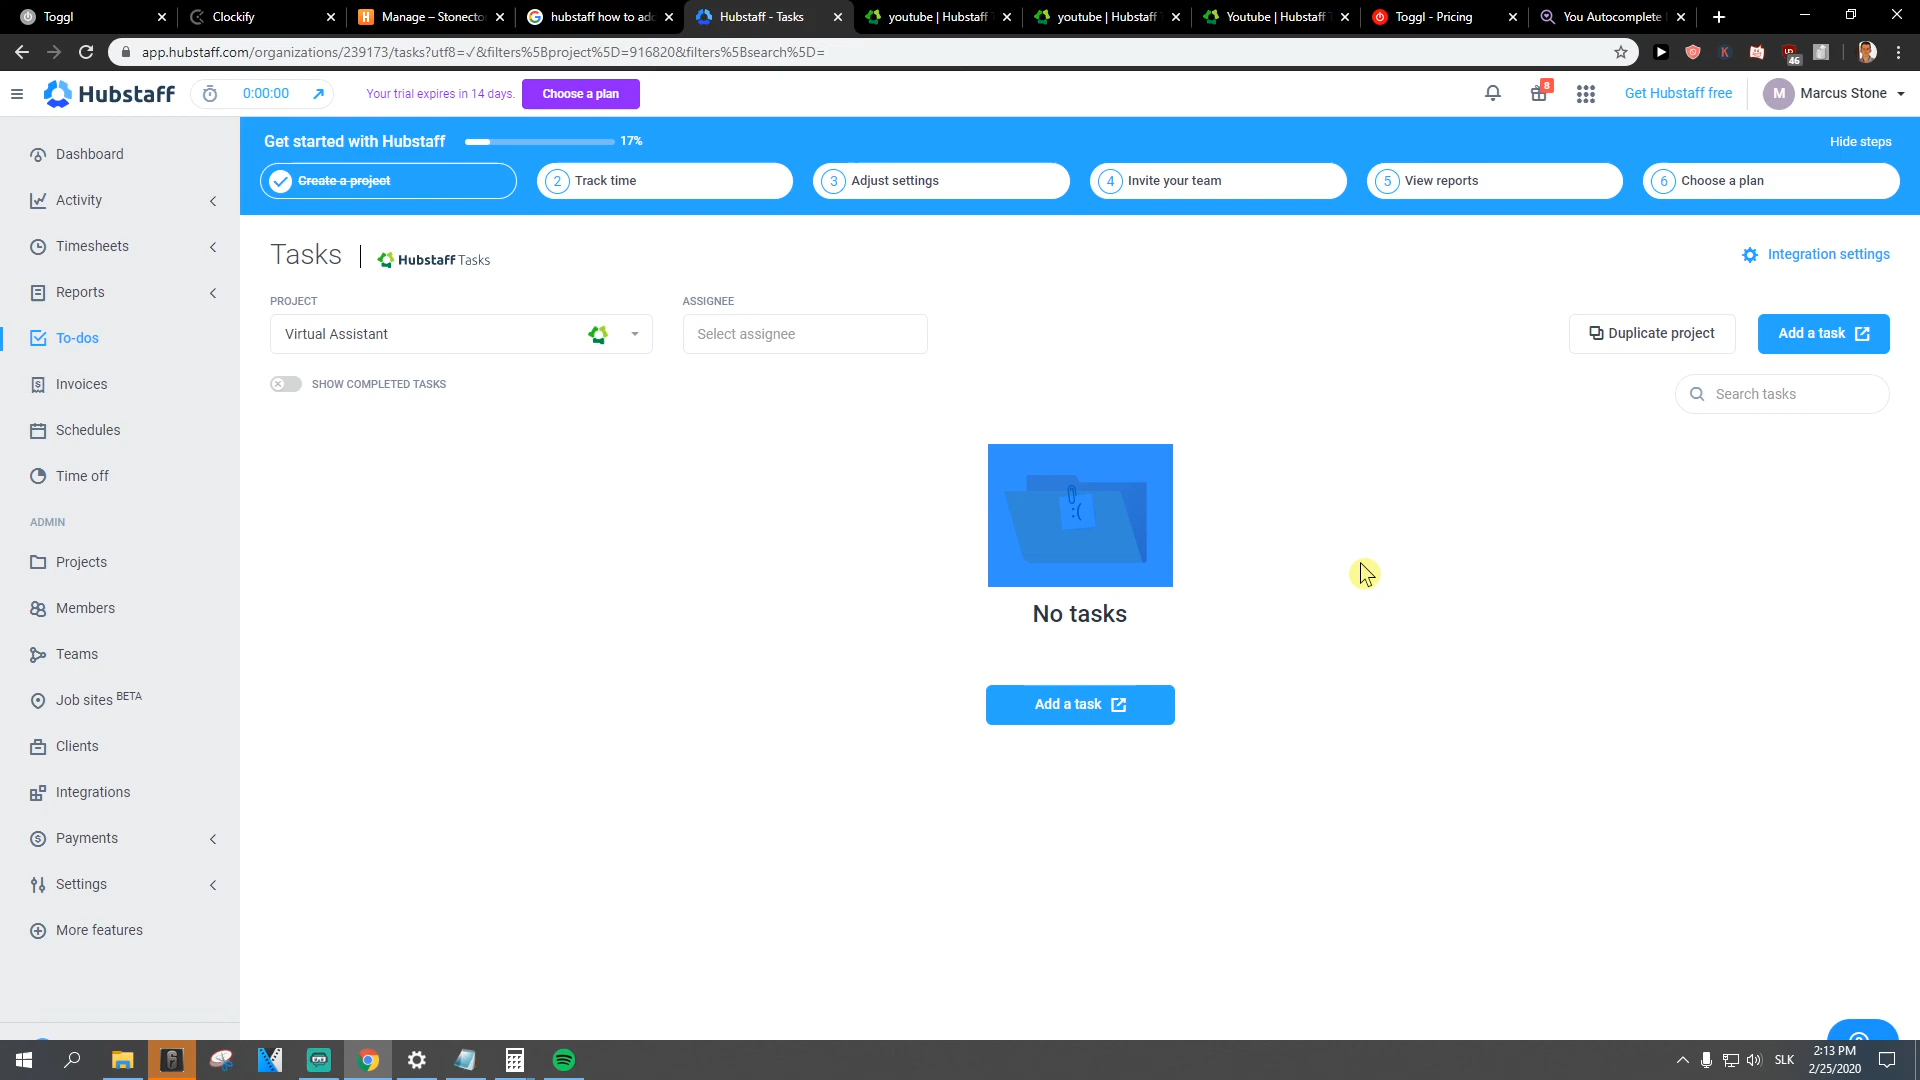 Toggl
Clockify
Manage – Stonecto
hubstaff how to add
Hubstaff - Tasks
youtube | Hubstaff
youtube | Hubstaff
Youtube | Hubstaff
Toggl - Pricing
You Autocomplete
app.hubstaff.com/organizations/239173/tasks?utf8=✓&filters%5Bproject%5D=916820&filters%5Bsearch%5D=
46
Hubstaff
0:00:00
Your trial expires in 14 days.
Choose a plan
8
Get Hubstaff free
M
Marcus Stone
Get started with Hubstaff
17%
Hide steps
Create a project
2 Track time
3 Adjust settings
4 Invite your team
5 View reports
6 Choose a plan
Dashboard
Activity
Timesheets
Reports
To-dos
Invoices
Schedules
Time off
ADMIN
Projects
Members
Teams
Job sites BETA
Clients
Integrations
Payments
Settings
More features
Tasks | Hubstaff Tasks
Integration settings
PROJECT
ASSIGNEE
Virtual Assistant
Select assignee
Duplicate project
Add a task
SHOW COMPLETED TASKS
Search tasks
:(
No tasks
Add a task
SLK
2:13 PM
2/25/2020